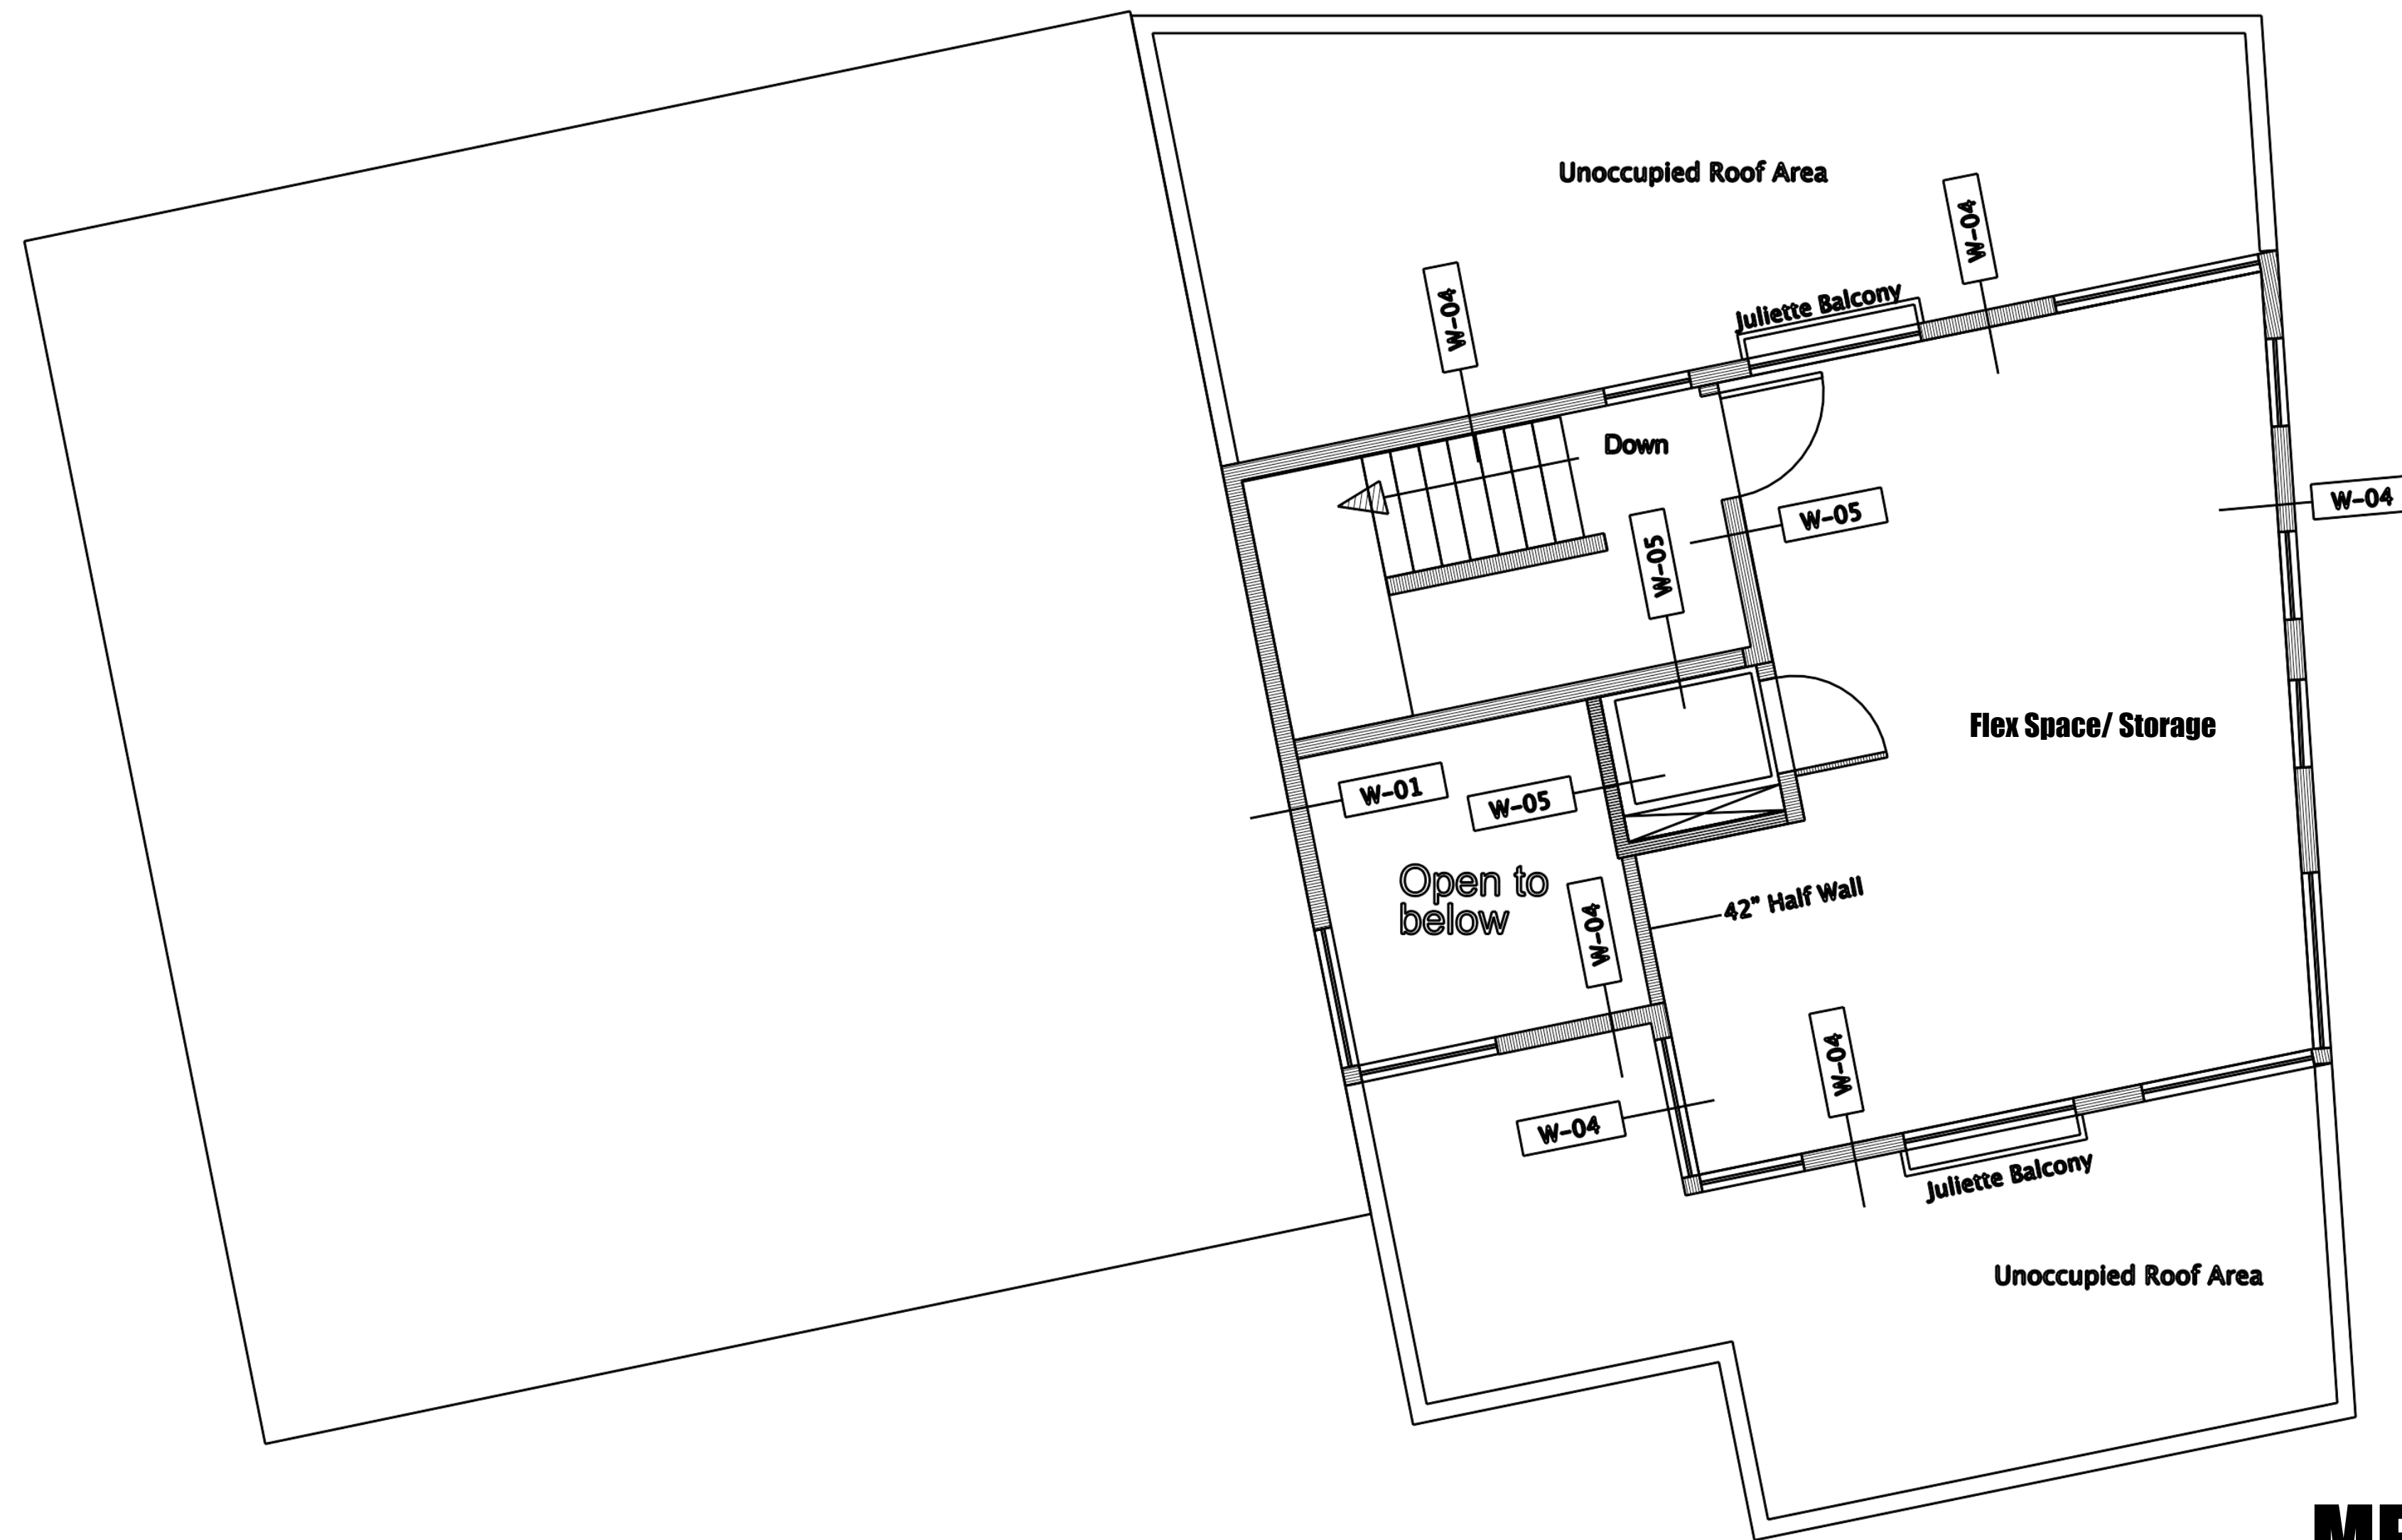 Unoccupied Roof Area
W-04
W-04
Juliette Balcony
Down
W-04
W-05
W-05
Flex Space/ Storage
W-01
W-05
Open to
below
42" Half Wall
W-04
W-04
W-04
Juliette Balcony
Unoccupied Roof Area